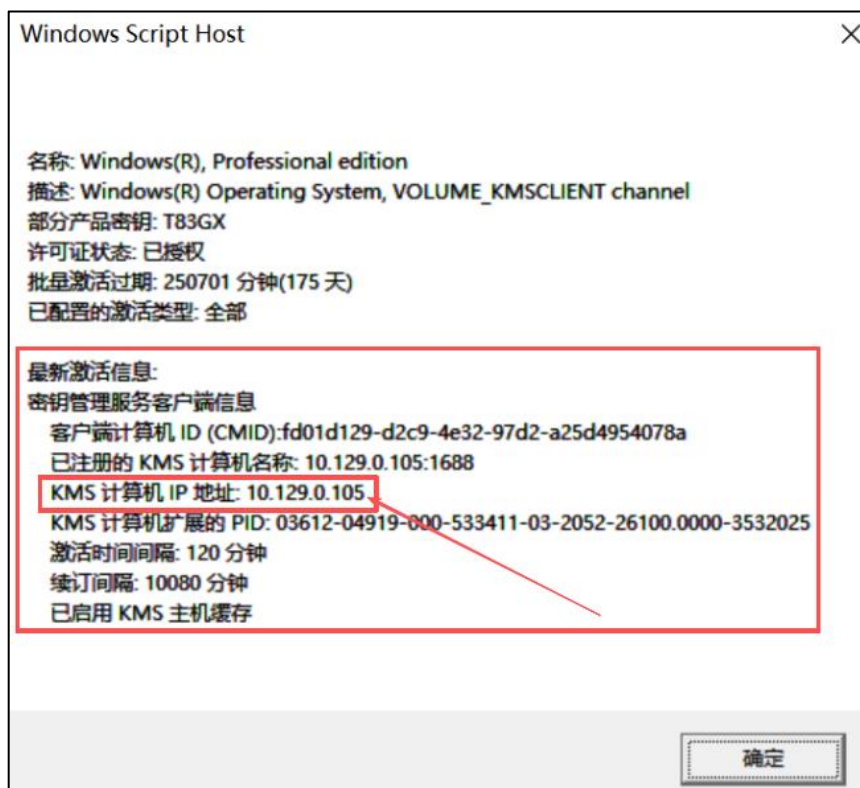 Windows Script Host
名称: Windows(R), Professional edition
描述: Windows(R) Operating System, VOLUME_KMSCLIENT channel
部分产品密钥: T83GX
许可证状态: 已授权
批量激活过期: 250701 分钟(175 天)
已配置的激活类型: 全部
最新激活信息:
密钥管理服务客户端信息
客户端计算机 ID (CMID):fd01d129-d2c9-4e32-97d2-a25d4954078a
已注册的 KMS 计算机名称: 10.129.0.105:1688
KMS 计算机 IP 地址: 10.129.0.105
KMS 计算机扩展的 PID: 03612-04919-000-533411-03-2052-26100.0000-3532025
激活时间间隔: 120 分钟
续订间隔: 10080 分钟
已启用 KMS 主机缓存
确定